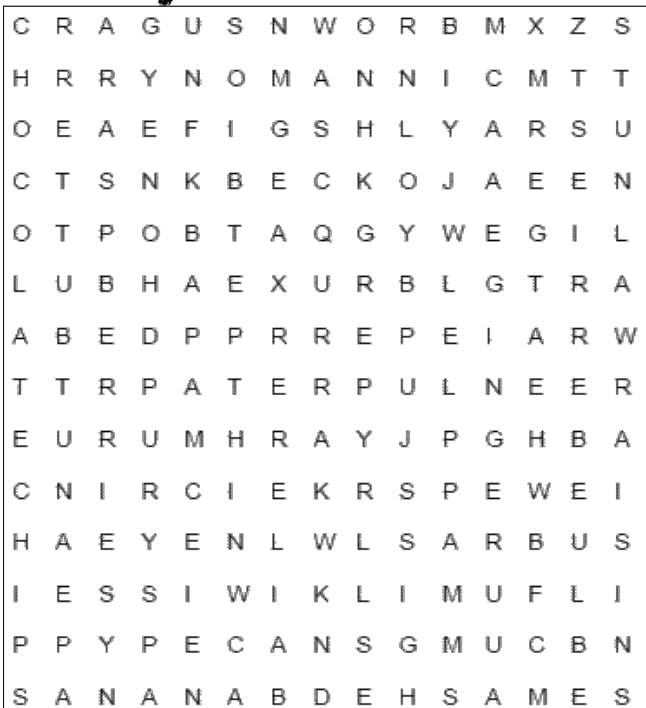 C R A G U S N W O R B M X Z S
H R R Y N O M A N N I C M T T
O E A E F I G S H L Y A R S U
C T S N K B E C K O J A E E N
O T P O B T A Q G Y W E G I L
L U B H A E X U R B L G T R A
A B E D P P R R E P E I A R W
T T R P A T E R P U L N E E R
E U R U M H R A Y J P G H B A
C N I R C I E K R S P E W E I
H A E Y E N L W L S A R B U S
I E S S I W I K L I M U F L I
P P Y P E C A N S G M U C B N
S A N A N A B D E H S A M E S